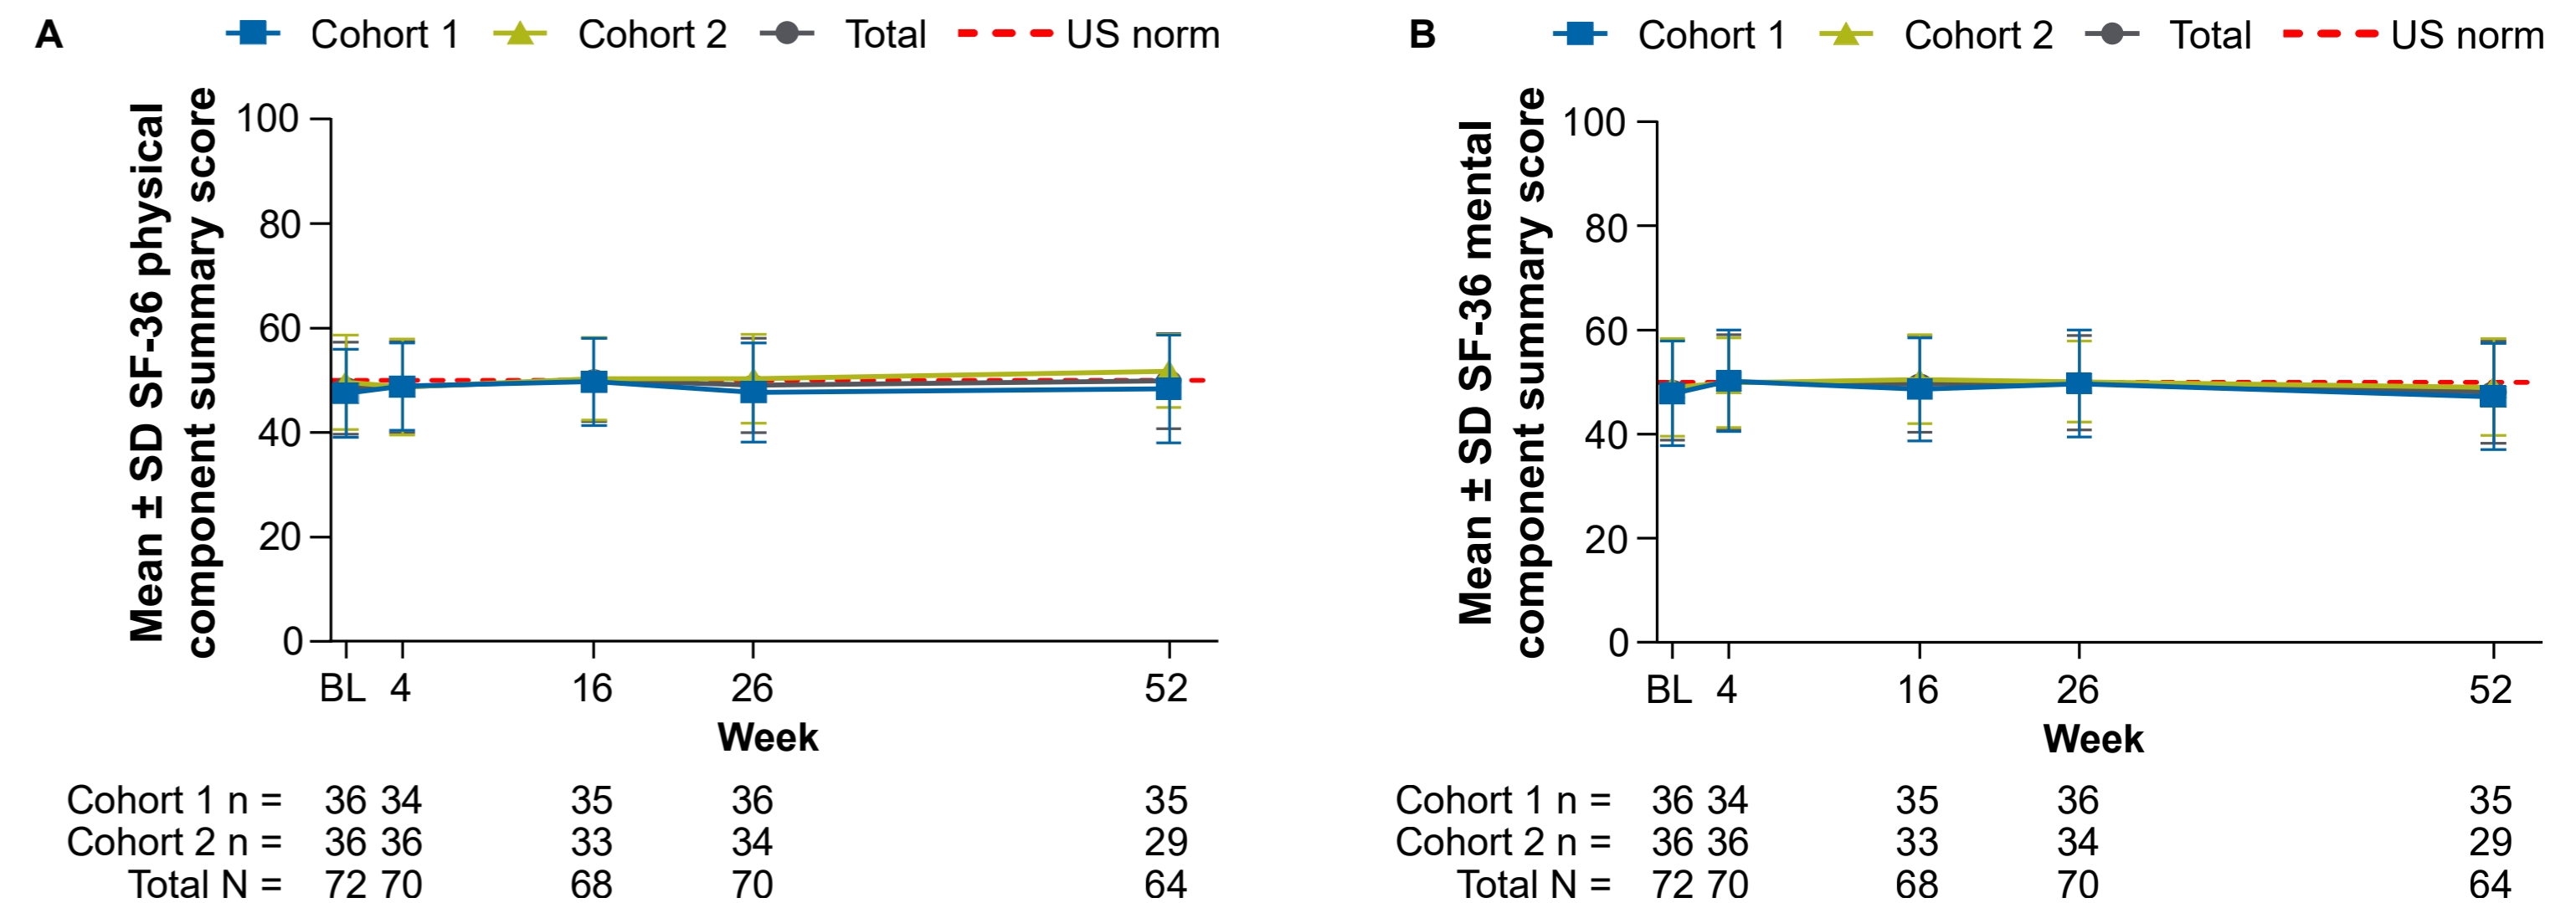 A
Cohort 1 Cohort 2 Total US norm
Mean ± SD SF-36 physical
component summary score
100
80
60
40
20
0
BL 4 16 26 52
Week
Cohort 1 n = 36 34 35 36 35
Cohort 2 n = 36 36 33 34 29
Total N = 72 70 68 70 64
B
Cohort 1 Cohort 2 Total US norm
Mean ± SD SF-36 mental
component summary score
100
80
60
40
20
0
BL 4 16 26 52
Week
Cohort 1 n = 36 34 35 36 35
Cohort 2 n = 36 36 33 34 29
Total N = 72 70 68 70 64